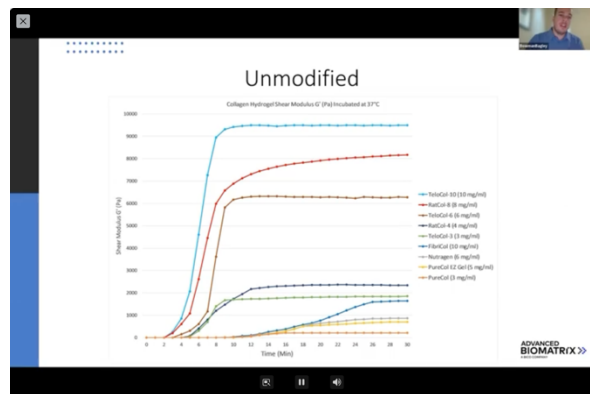 Unmodified
Collagen Hydrogel Shear Modulus G' (Pa) Incubated at 37°C
Shear Modulus G' (Pa)
10000
9000
8000
7000
6000
5000
4000
3000
2000
1000
0
0 2 4 6 8 10 12 14 16 18 20 22 24 26 28 30
Time (Min)
TeloCol-10 (10 mg/ml)
RatCol-8 (8 mg/ml)
TeloCol-6 (6 mg/ml)
RatCol-4 (4 mg/ml)
TeloCol-3 (3 mg/ml)
FibriCol (10 mg/ml)
Nutragen (6 mg/ml)
PureCol EZ Gel (5 mg/ml)
PureCol (3 mg/ml)
ADVANCED
BIOMATRIX
A BICO COMPANY